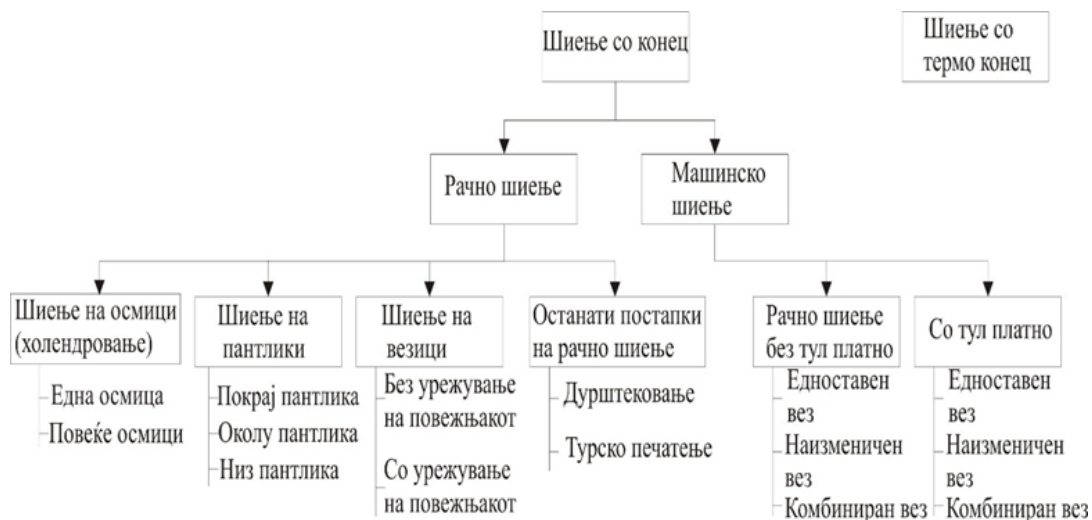 Шиење со конец
Шиење со
термо конец
Рачно шиење
Машинско
шиење
Шиење на осмици
(холендровање)
Една осмица
Повеќе осмици
Шиење на
пантлики
Покрај пантлика
Околу пантлика
Низ пантлика
Шиење на
везици
Без урежување
на повежњакот
Со урежување
на повежњакот
Останати постапки
на рачно шиење
Дурштековање
Турско печатење
Рачно шиење
без тул платно
Едноставен
вез
Наизменичен
вез
Комбиниран вез
Со тул платно
Едноставен
вез
Наизменичен
вез
Комбиниран вез